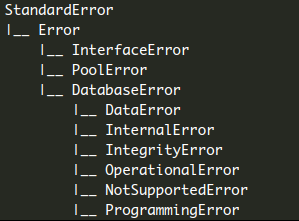 StandardError
|__ Error
    |__ InterfaceError
    |__ PoolError
    |__ DatabaseError
        |__ DataError
        |__ InternalError
        |__ IntegrityError
        |__ OperationalError
        |__ NotSupportedError
        |__ ProgrammingError